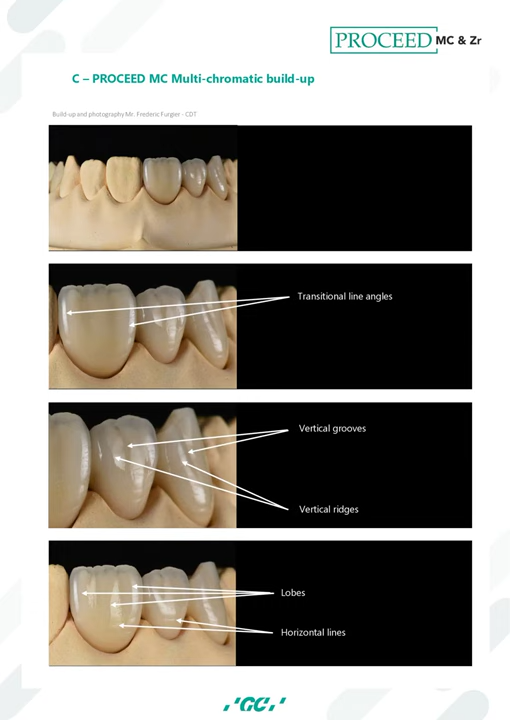 PROCEED MC & Zr
C – PROCEED MC Multi-chromatic build-up
Build-up and photography Mr. Frederic Furgier - CDT
Transitional line angles
Vertical grooves
Vertical ridges
Lobes
Horizontal lines
GC